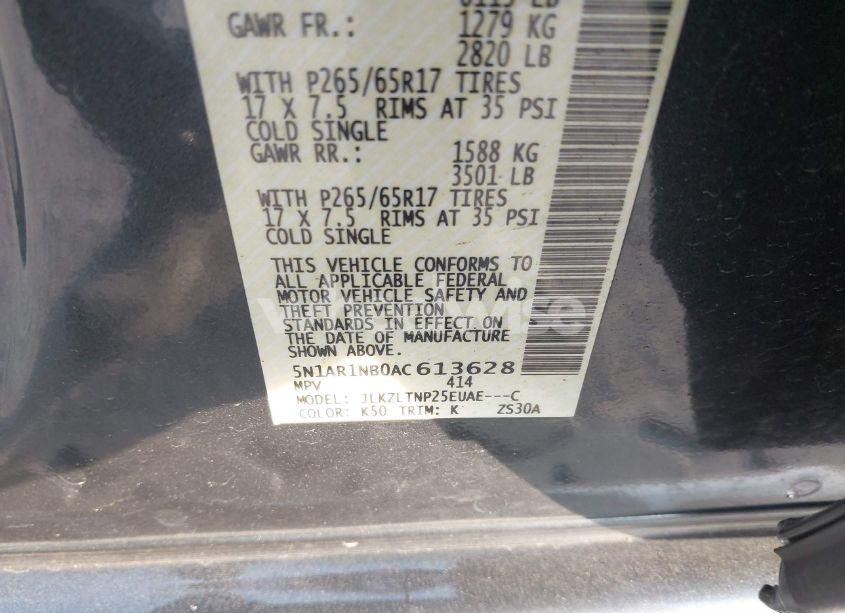 GAWR FR.: 1279 KG
2820 LB
WITH P265/65R17 TIRES
17 X 7.5 RIMS AT 35 PSI
COLD SINGLE
GAWR RR.: 1588 KG
3501 LB
WITH P265/65R17 TIRES
17 X 7.5 RIMS AT 35 PSI
COLD SINGLE
THIS VEHICLE CONFORMS TO
ALL APPLICABLE FEDERAL
MOTOR VEHICLE SAFETY AND
THEFT PREVENTION
STANDARDS IN EFFECT ON
THE DATE OF MANUFACTURE
SHOWN ABOVE.
5N1AR1NB0AC613628
MPV 414
MODEL: JLKZLTNP25EUAE---C
COLOR: K50 TRIM: K ZS30A